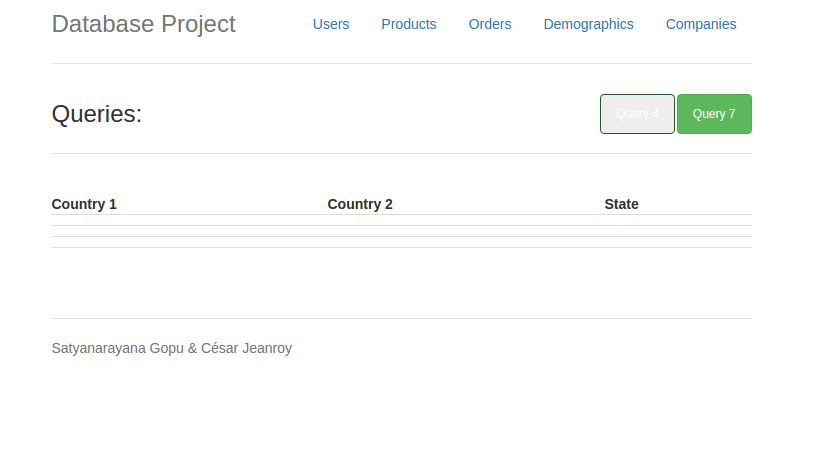 Database Project Users Products Orders Demographics Companies
Queries: Query 4 Query 7
Country 1 Country 2 State
Satyanarayana Gopu & César Jeanroy